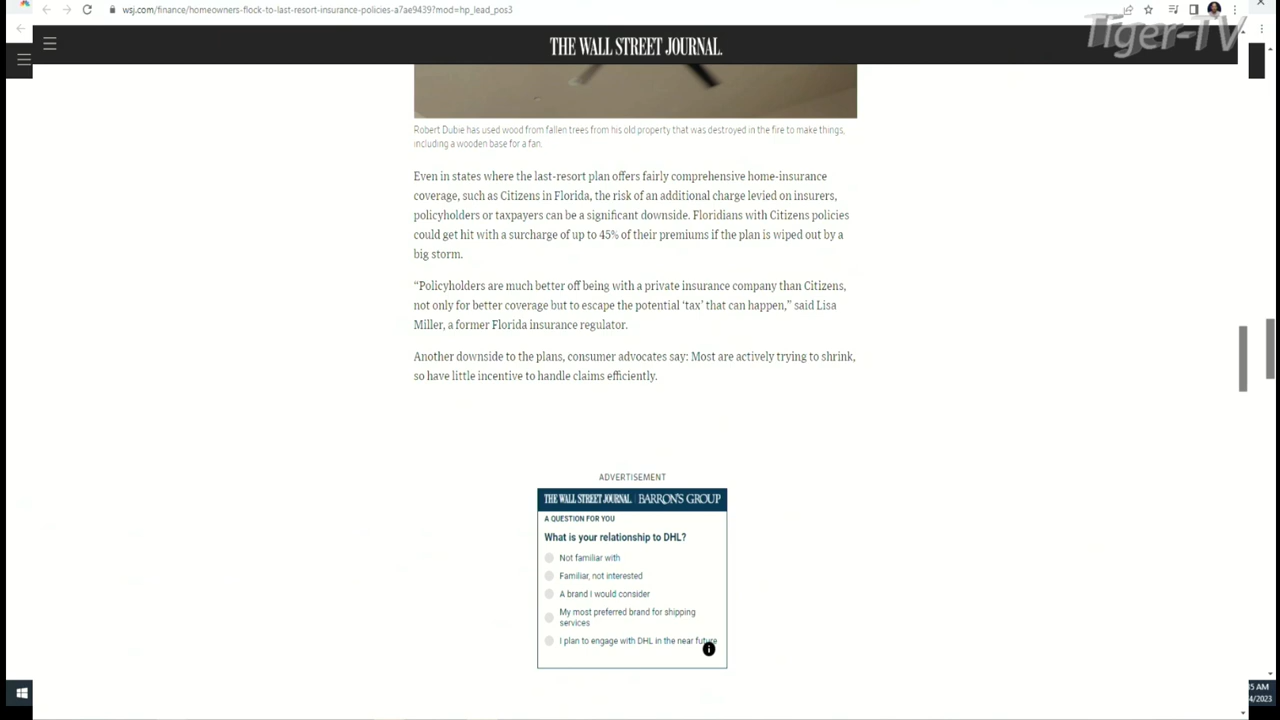 wsj.com/finance/homeowners-flock-to-last-resort-insurance-policies-a7ae9439?mod=hp_lead_pos3
Tiger-TV
THE WALL STREET JOURNAL.
Robert Dubie has used wood from fallen trees from his old property that was destroyed in the fire to make things,
including a wooden base for a fan.
Even in states where the last-resort plan offers fairly comprehensive home-insurance
coverage, such as Citizens in Florida, the risk of an additional charge levied on insurers,
policyholders or taxpayers can be a significant downside. Floridians with Citizens policies
could get hit with a surcharge of up to 45% of their premiums if the plan is wiped out by a
big storm.
“Policyholders are much better off being with a private insurance company than Citizens,
not only for better coverage but to escape the potential ‘tax’ that can happen,” said Lisa
Miller, a former Florida insurance regulator.
Another downside to the plans, consumer advocates say: Most are actively trying to shrink,
so have little incentive to handle claims efficiently.
ADVERTISEMENT
THE WALL STREET JOURNAL. | BARRON'S GROUP
A QUESTION FOR YOU
What is your relationship to DHL?
Not familiar with
Familiar, not interested
A brand I would consider
My most preferred brand for shipping
services
I plan to engage with DHL in the near future
5 AM
4/2023